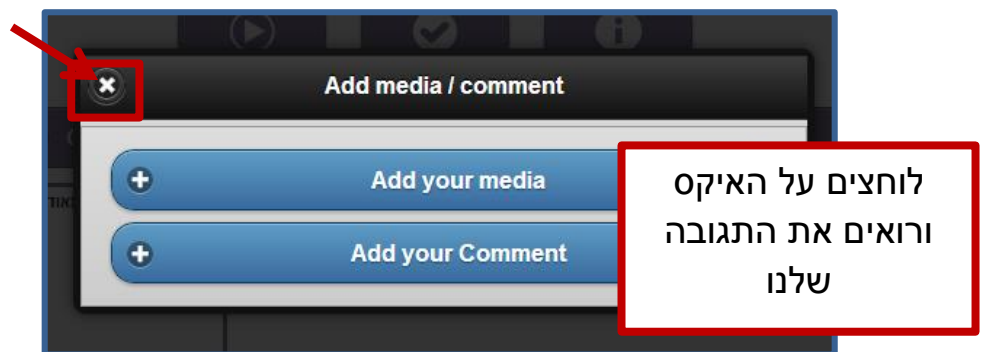 Add media / comment
Add your media
Add your Comment
לוחצים על האיקס
ורואים את התגובה
שלנו